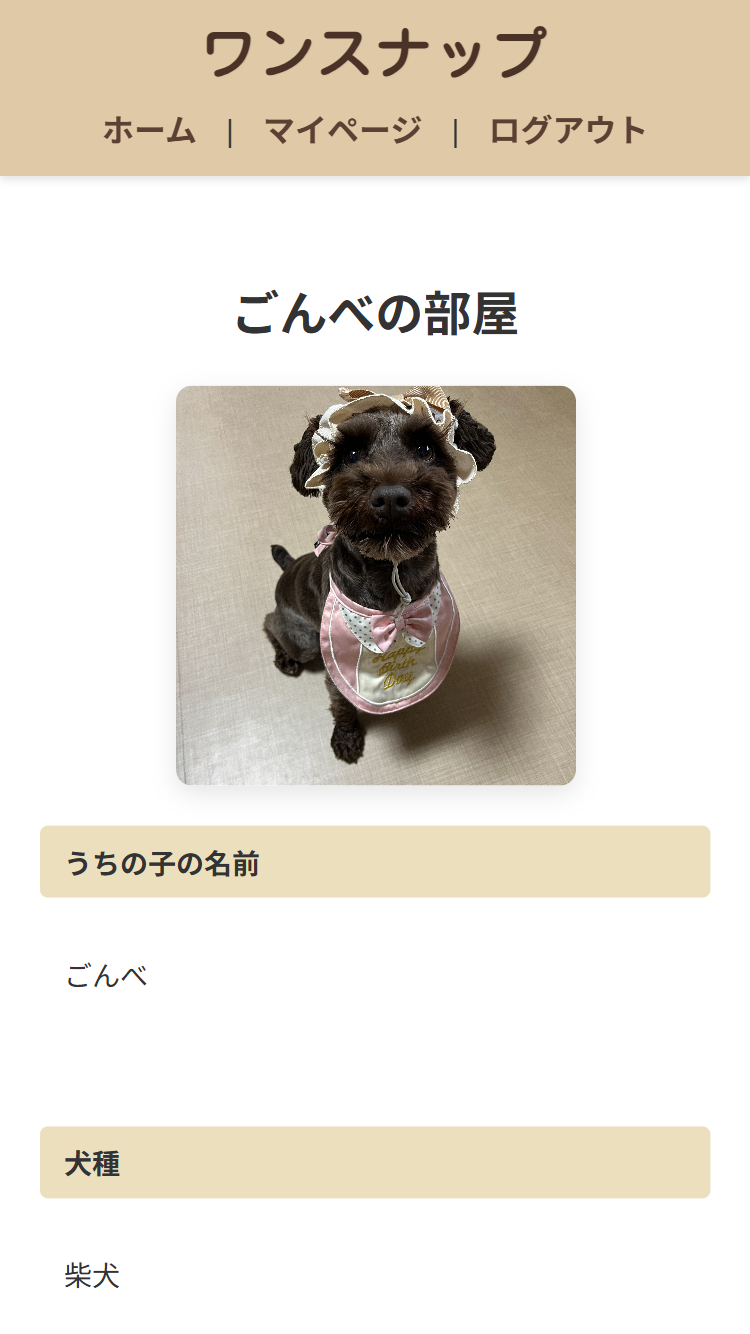 ワンスナップ
ホーム | マイページ | ログアウト
ごんべの部屋
Happy
Birth
Day
うちの子の名前
ごんべ
犬種
柴犬